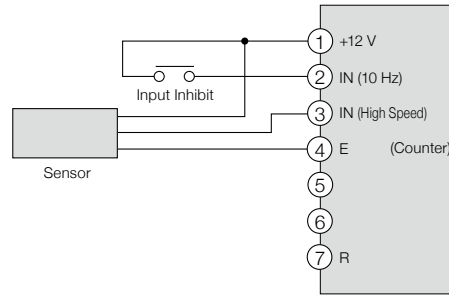 1 +12 V
2 IN (10 Hz)
Input Inhibit
3 IN (High Speed)
4 E (Counter)
Sensor
5
6
7 R